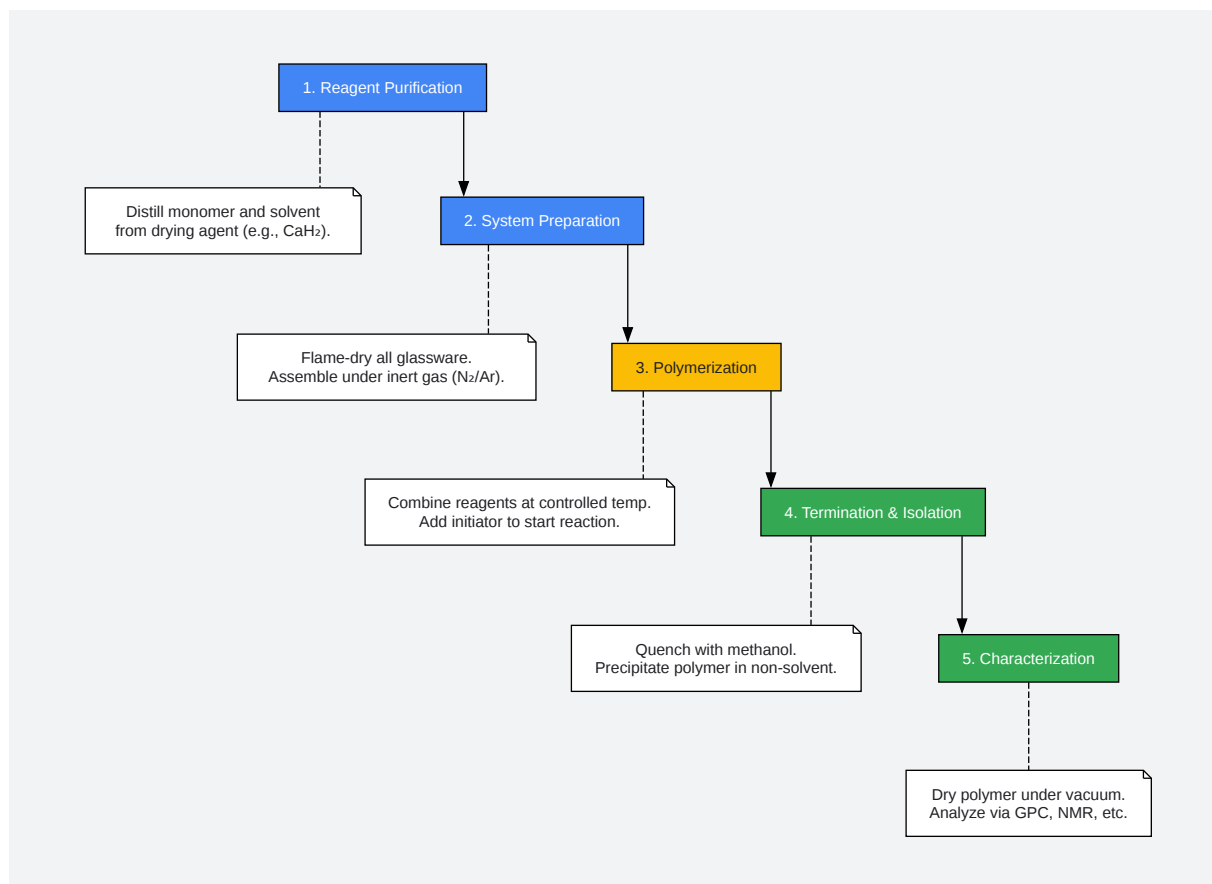 1. Reagent Purification
Distill monomer and solvent
from drying agent (e.g., CaH₂).
2. System Preparation
Flame-dry all glassware.
Assemble under inert gas (N₂/Ar).
3. Polymerization
Combine reagents at controlled temp.
Add initiator to start reaction.
4. Termination & Isolation
Quench with methanol.
Precipitate polymer in non-solvent.
5. Characterization
Dry polymer under vacuum.
Analyze via GPC, NMR, etc.